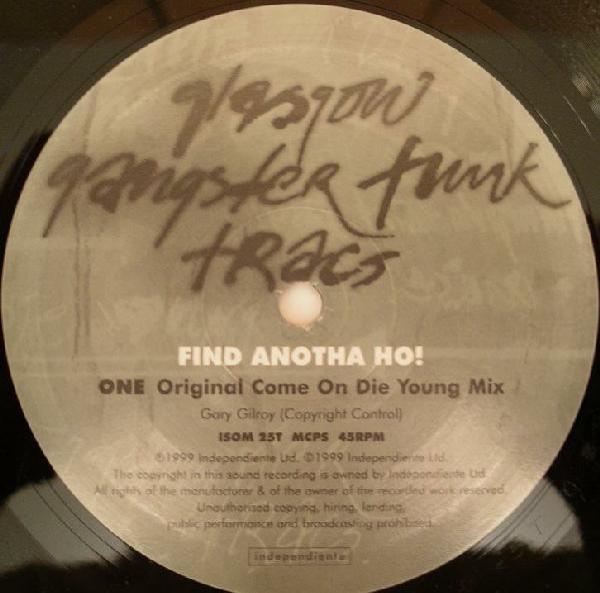 glasgow
gangster funk
tracs
FIND ANOTHA HO!
ONE Original Come On Die Young Mix
Gary Gilroy (Copyright Control)
ISOM 25T MCPS 45RPM
℗1999 Independiente Ltd. ©1999 Independiente Ltd.
The copyright in this sound recording is owned by Independiente Ltd.
All rights of the manufacturer & of the owner of the recorded work reserved.
Unauthorised copying, hiring, lending,
public performance and broadcasting prohibited.
independiente